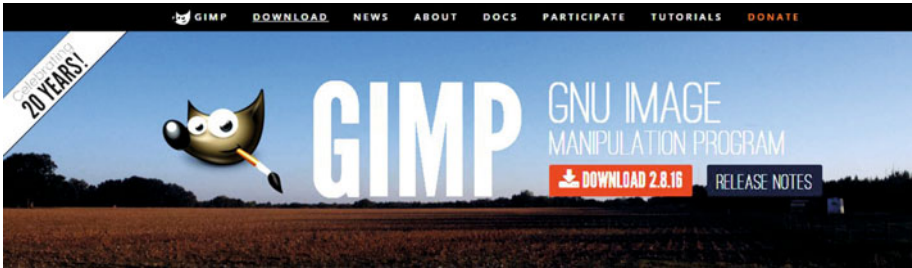 GIMP DOWNLOAD NEWS ABOUT DOCS PARTICIPATE TUTORIALS DONATE
Celebrating
20 YEARS!
GIMP
GNU IMAGE
MANIPULATION PROGRAM
DOWNLOAD 2.8.16 RELEASE NOTES